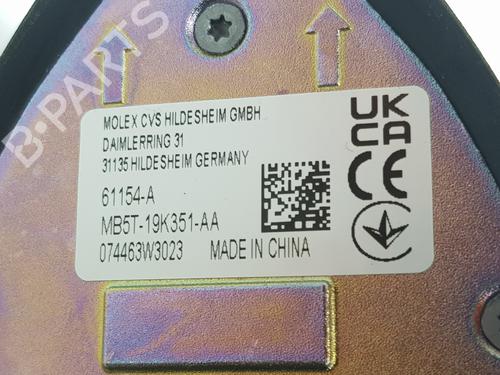 MOLEX CVS HILDESHEIM GMBH
DAIMLERRING 31
31135 HILDESHEIM GERMANY
61154-A
MB5T-19K351-AA
074463W3023 MADE IN CHINA
UK
CA
CE
B-PARTS